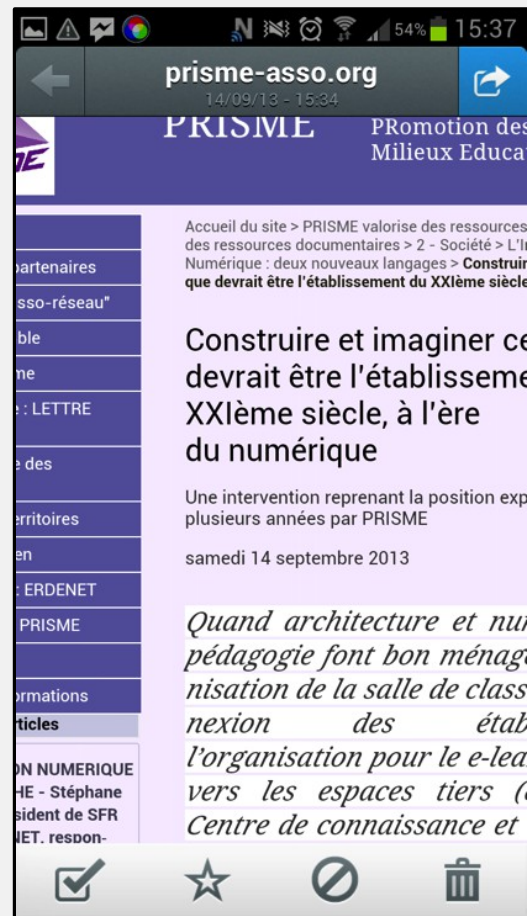 54% 15:37
prisme-asso.org
14/09/13 - 15:34
PRISME
PRomotion des
Milieux Educa
Accueil du site > PRISME valorise des ressources
des ressources documentaires > 2 - Société > L'I
Numérique : deux nouveaux langages > Construir
que devrait être l'établissement du XXIème siècle
Construire et imaginer ce
devrait être l'établisseme
XXIème siècle, à l'ère
du numérique
Une intervention reprenant la position exp
plusieurs années par PRISME
samedi 14 septembre 2013
Quand architecture et nu
pédagogie font bon ménag
nisation de la salle de class
nexion des étab
l'organisation pour le e-lea
vers les espaces tiers (
Centre de connaissance et
artenaires
sso-réseau"
ble
me
: LETTRE
e des
erritoires
en
: ERDENET
PRISME
ormations
rticles
ON NUMERIQUE
HE - Stéphane
sident de SFR
NET, respon-